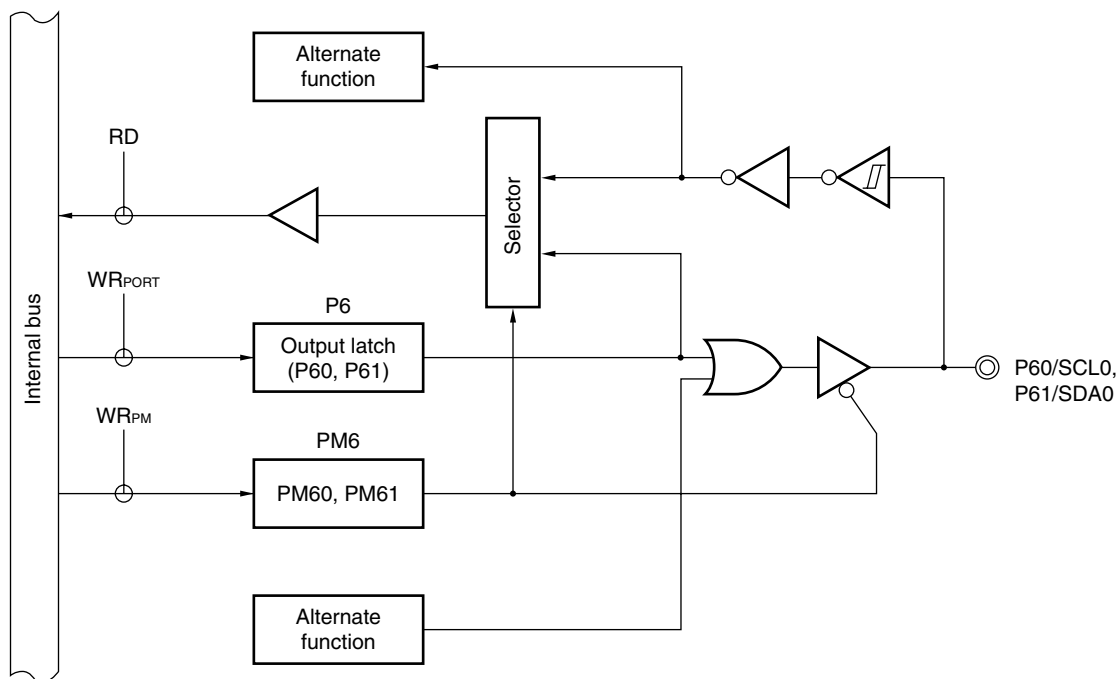 Alternate
function
RD
Selector
WRPORT
P6
Internal bus
Output latch
(P60, P61)
P60/SCL0,
P61/SDA0
WRPM
PM6
PM60, PM61
Alternate
function